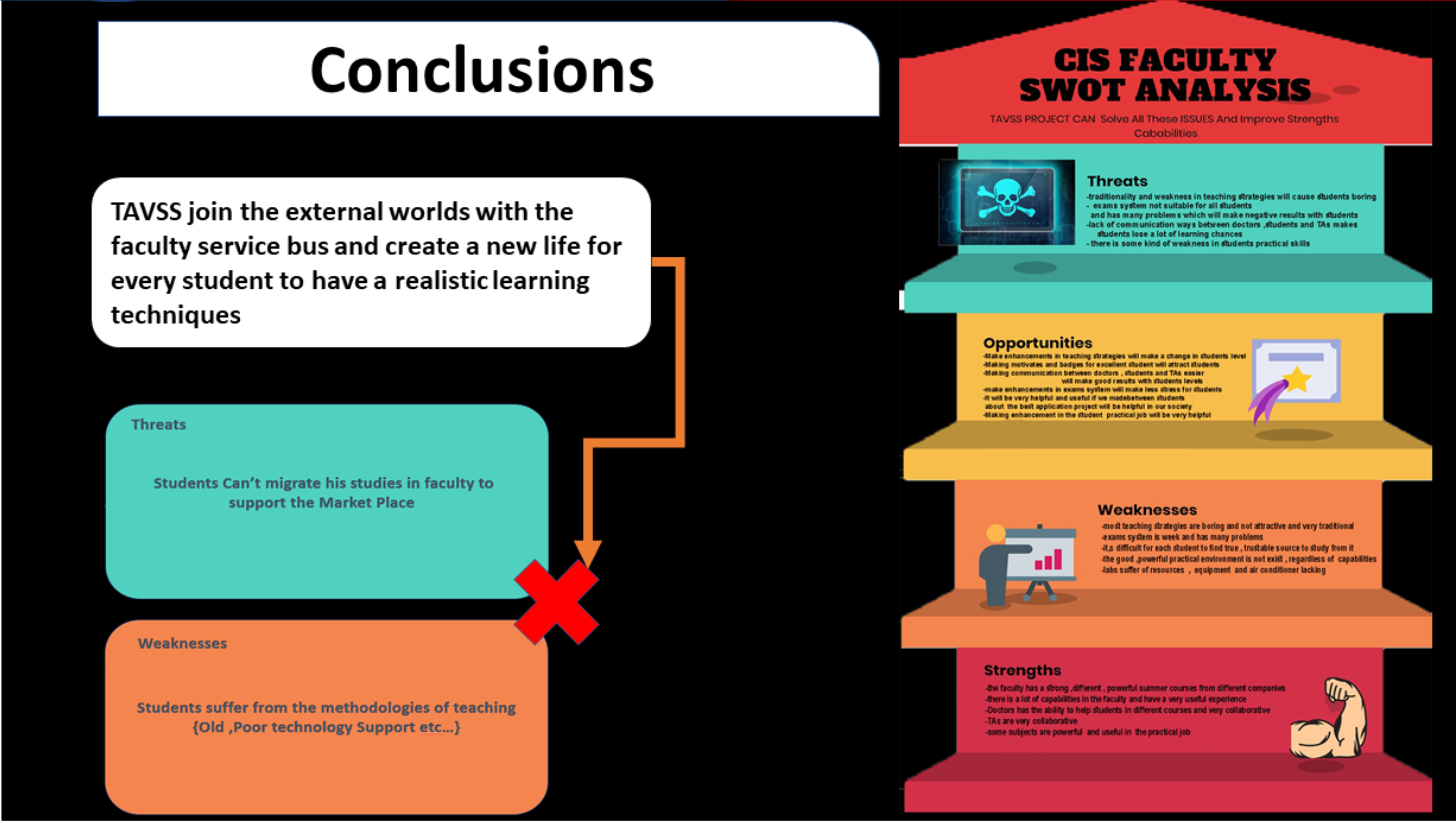 Conclusions
TAVSS join the external worlds with the
faculty service bus and create a new life for
every student to have a realistic learning
techniques
Threats
Students Can't migrate his studies in faculty to
support the Market Place
Weaknesses
Students suffer from the methodologies of teaching
{Old ,Poor technology Support etc...}
CIS FACULTY
SWOT ANALYSIS
TAVSS PROJECT CAN Solve All These ISSUES And Improve Strengths
Cababilities
Threats
-traditionality and weakness in teaching strategies will cause students boring
- exams system not suitable for all students
and has many problems which will make negative results with students
-lack of communication ways between doctors ,students and TAs makes
students lose a lot of learning chances
- there is some kind of weakness in students practical skills
Opportunities
-Make enhancements in teaching strategies will make a change in students level
-Making motivates and badges for excellent student will attract students
-Making communication between doctors , students and TAs easier
will make good results with students levels
-make enhancements in exams system will make less stress for students
-It will be very helpful and useful if we madebetween students
about the best application project will be helpful in our society
-Making enhancement in the student practical job will be very helpful
Weaknesses
-most teaching strategies are boring and not attractive and very traditional
-exams system is week and has many problems
-it,s difficult for each student to find true , trustable source to study from it
-the good ,powerful practical environment is not exist , regardless of capabilities
-labs suffer of resources , equipment and air conditioner lacking
Strengths
-the faculty has a strong ,different , powerful summer courses from different companies
-there is a lot of capabilities in the faculty and have a very useful experience
-Doctors has the ability to help students in different courses and very collaborative
-TAs are very collaborative
-some subjects are powerful and useful in the practical job